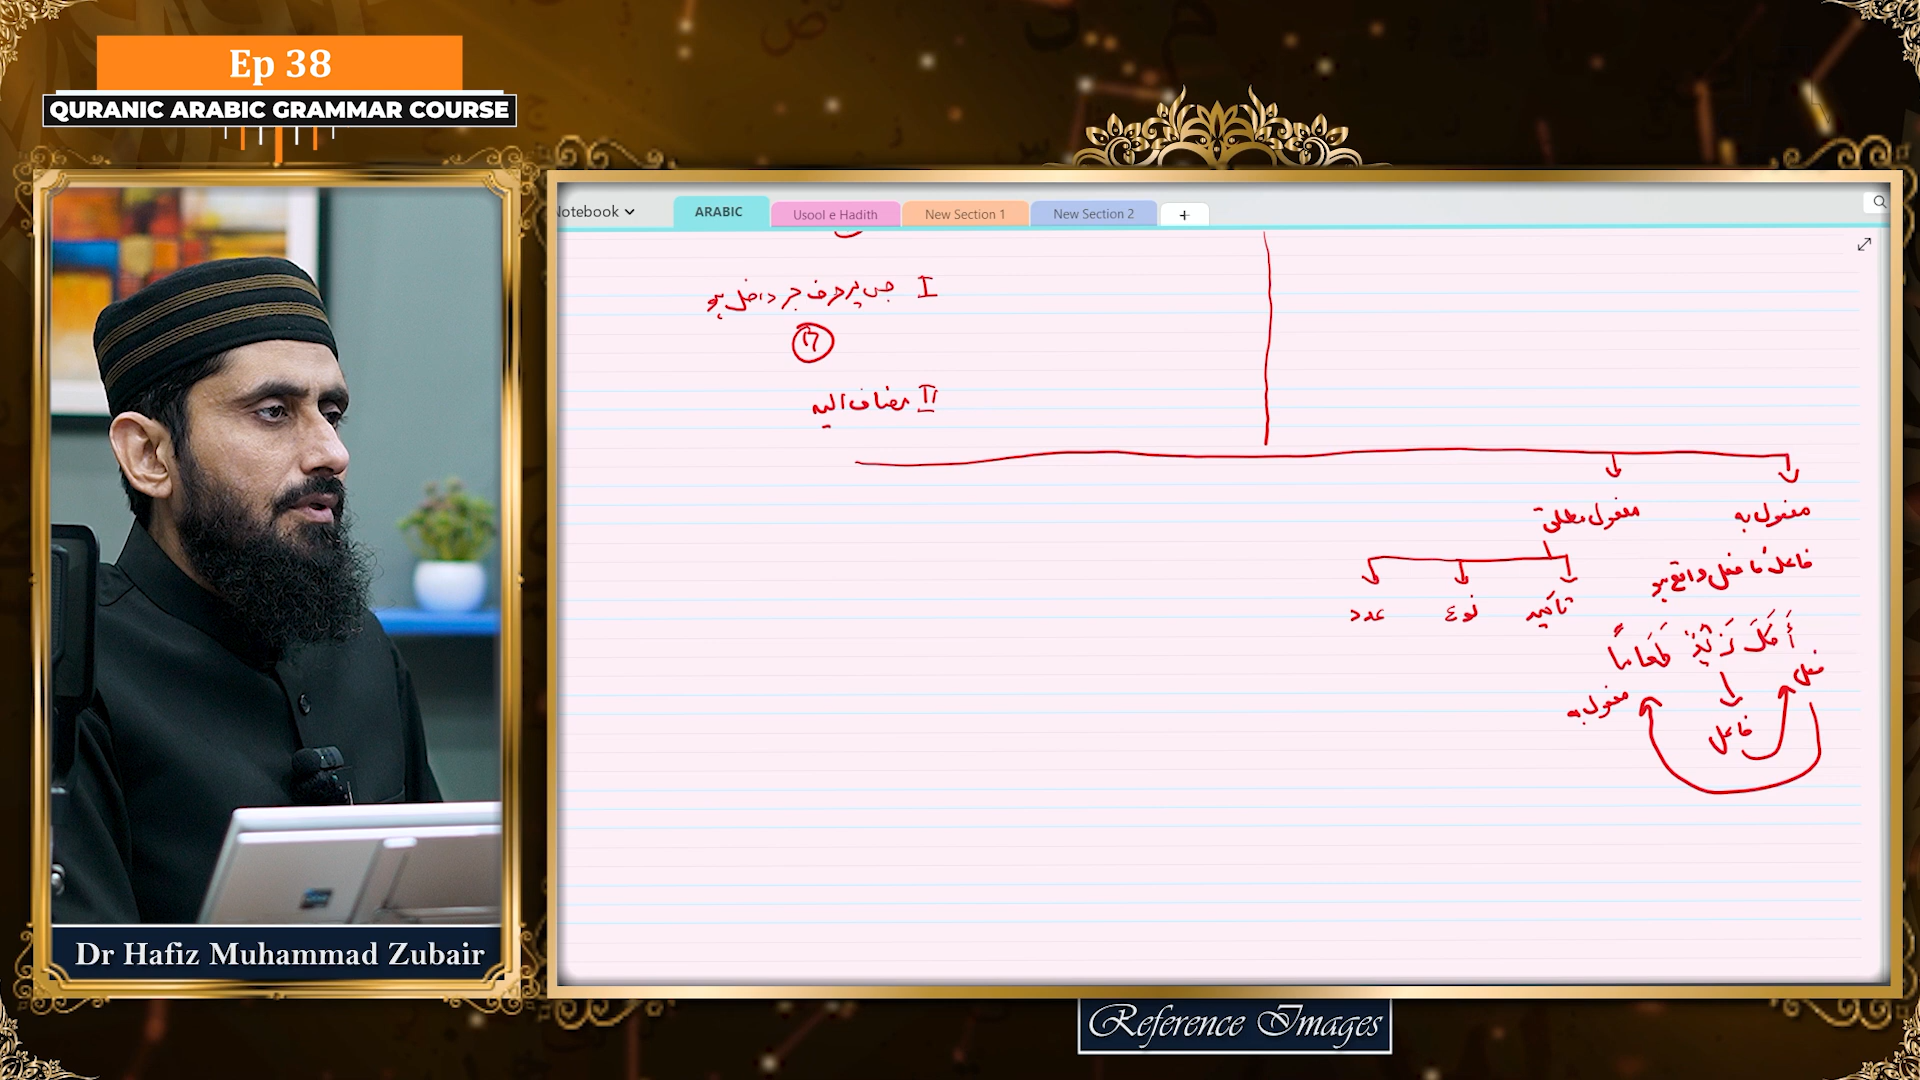 Ep 38
QURANIC ARABIC GRAMMAR COURSE
Notebook
ARABIC
Usool e Hadith
New Section 1
New Section 2
+
I جس پر حرف جر داخل ہو
١٧
II مضاف الیہ
مفعول بہ
مفعول مطلق
فاعل کا فعل واقع ہو
تاکید
نوع
عدد
أَكَلَ زَيْدٌ طَعَامًا
فعل
فاعل
مفعول بہ
Dr Hafiz Muhammad Zubair
Reference Images